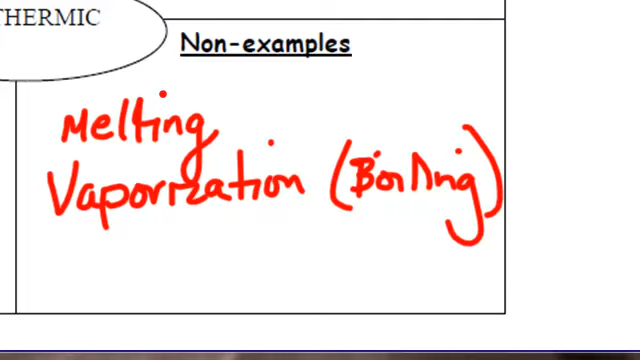 THERMIC
Non-examples
Melting
Vaporization (Boiling)